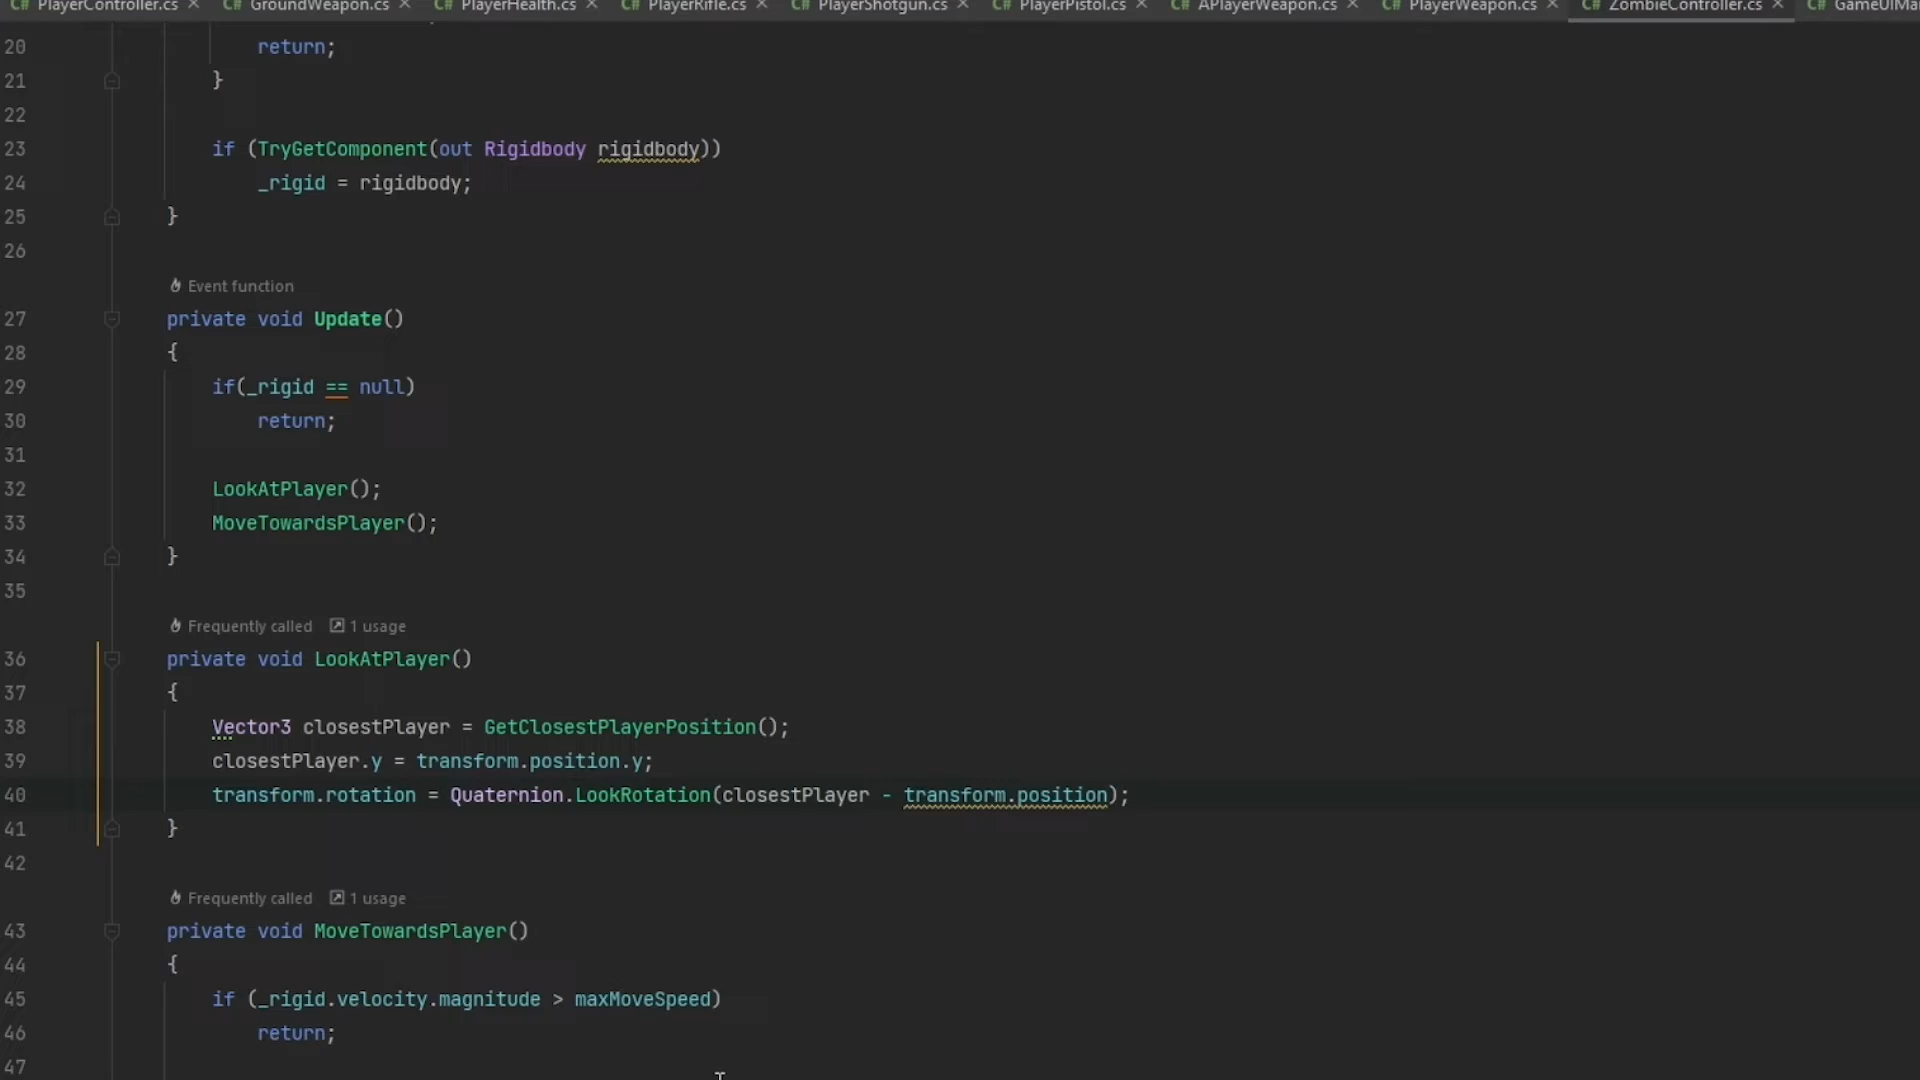 C# PlayerController.cs × C# GroundWeapon.cs × C# PlayerHealth.cs × C# PlayerRifle.cs × C# PlayerShotgun.cs × C# PlayerPistol.cs × C# APlayerWeapon.cs × C# PlayerWeapon.cs × C# ZombieController.cs × C#
20 return;
21 }
22
23 if (TryGetComponent(out Rigidbody rigidbody))
24 _rigid = rigidbody;
25 }
26
Event function
27 private void Update()
28 {
29 if(_rigid == null)
30 return;
31
32 LookAtPlayer();
33 MoveTowardsPlayer();
34 }
35
Frequently called 1 usage
36 private void LookAtPlayer()
37 {
38 Vector3 closestPlayer = GetClosestPlayerPosition();
39 closestPlayer.y = transform.position.y;
40 transform.rotation = Quaternion.LookRotation(closestPlayer - transform.position);
41 }
42
Frequently called 1 usage
43 private void MoveTowardsPlayer()
44 {
45 if (_rigid.velocity.magnitude > maxMoveSpeed)
46 return;
47